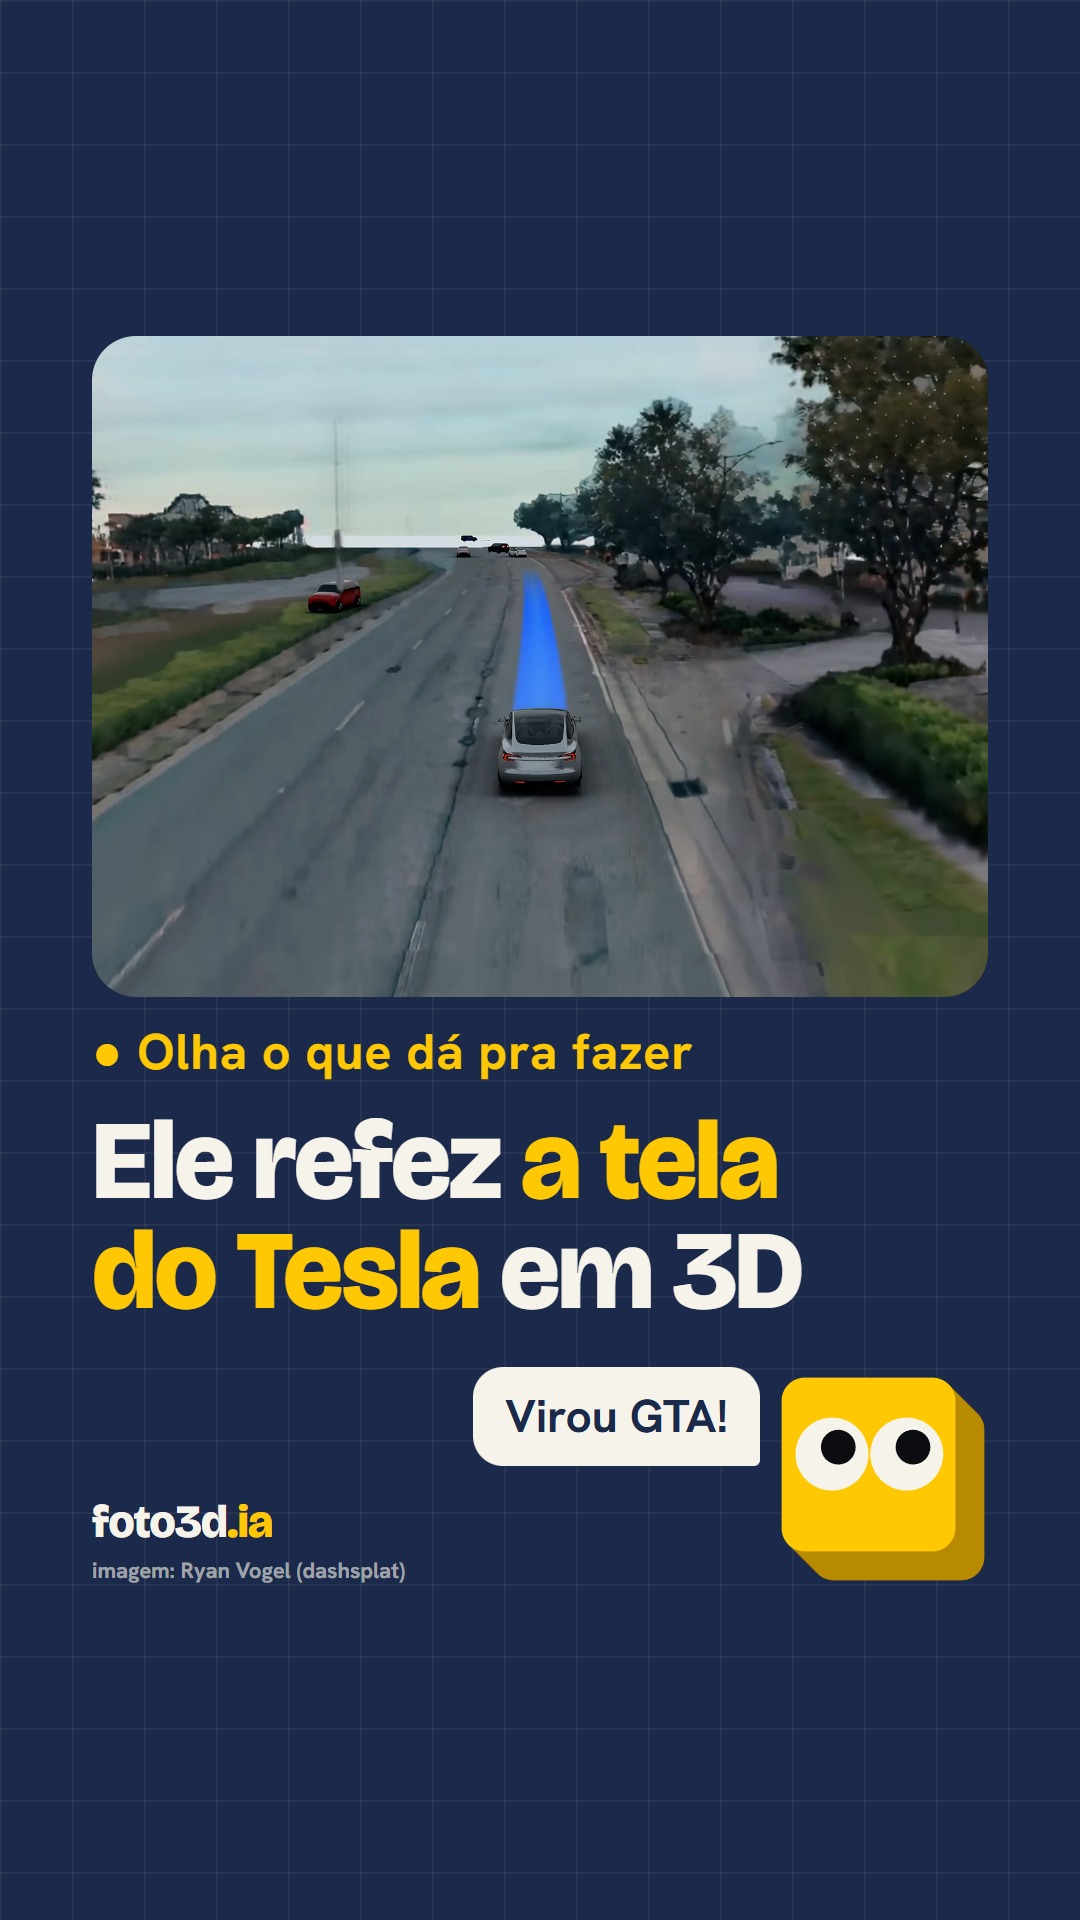 ● Olha o que dá pra fazer
Ele refez a tela
do Tesla em 3D
Virou GTA!
foto3d.ia
imagem: Ryan Vogel (dashsplat)